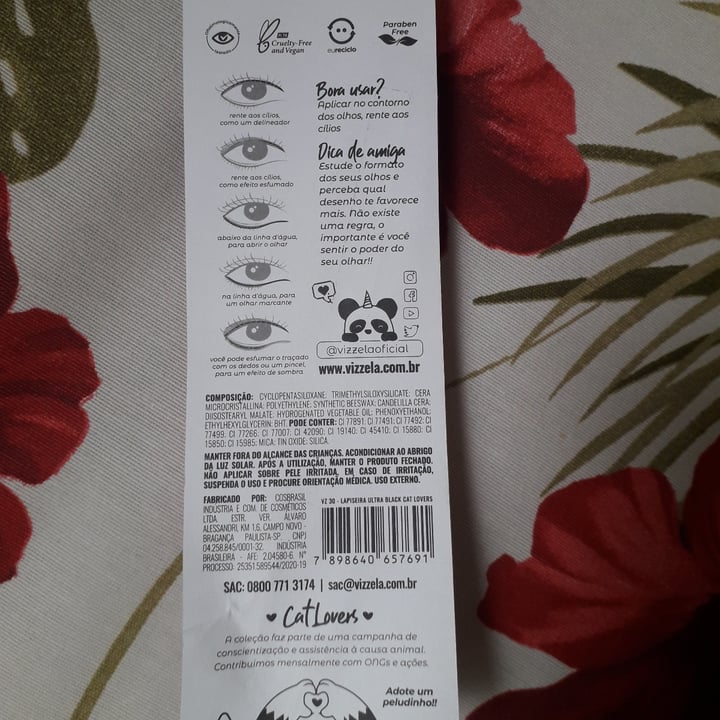 Cruelty-Free
and Vegan
eureciclo
Paraben
Free
rente aos cílios,
como um delineador
rente aos cílios,
como efeito esfumado
abaixo da linha d'água,
para abrir o olhar
na linha d'água, para
um olhar marcante
você pode esfumar o traçado
com os dedos ou um pincel,
para um efeito de sombra
Bora usar?
Aplicar no contorno
dos olhos, rente aos
cílios
Dica de amiga
Estude o formato
dos seus olhos e
perceba qual
desenho te favorece
mais. Não existe
uma regra, o
importante é você
sentir o poder do
seu olhar!!
@vizzelaoficial
www.vizzela.com.br
COMPOSIÇÃO: CYCLOPENTASILOXANE; TRIMETHYLSILOXYSILICATE; CERA
MICROCRISTALLINA; POLYETHYLENE; SYNTHETIC BEESWAX; CANDELILLA CERA;
DIISOSTEARYL MALATE; HYDROGENATED VEGETABLE OIL; PHENOXYETHANOL;
ETHYLHEXYLGLYCERIN; BHT. PODE CONTER: CI 77891; CI 77491; CI 77492; CI
77499; CI 77266; CI 77007; CI 42090; CI 19140; CI 45410; CI 15880; CI
15850; CI 15985; MICA; TIN OXIDE; SILICA.
MANTER FORA DO ALCANCE DAS CRIANÇAS. ACONDICIONAR AO ABRIGO
DA LUZ SOLAR. APÓS A UTILIZAÇÃO, MANTER O PRODUTO FECHADO.
NÃO APLICAR SOBRE PELE IRRITADA. EM CASO DE IRRITAÇÃO,
SUSPENDA O USO E PROCURE ORIENTAÇÃO MÉDICA. USO EXTERNO.
FABRICADO POR: COSBRASIL
INDÚSTRIA E COM. DE COSMÉTICOS
LTDA. ESTR. VER. ÁLVARO
ALESSANDRI, KM 1,6, CAMPO NOVO -
BRAGANÇA PAULISTA-SP. CNPJ
04.258.845/0001-32. INDÚSTRIA
BRASILEIRA - AFE: 2.04580-6. Nº
PROCESSO: 25351.589544/2020-19
VZ 30 - LAPISEIRA ULTRA BLACK CAT LOVERS
7 898640 657691
SAC: 0800 771 3174 | sac@vizzela.com.br
Cat Lovers
A coleção faz parte de uma campanha de
conscientização e assistência à causa animal.
Contribuímos mensalmente com ONGs e ações.
Adote um
peludinho!!